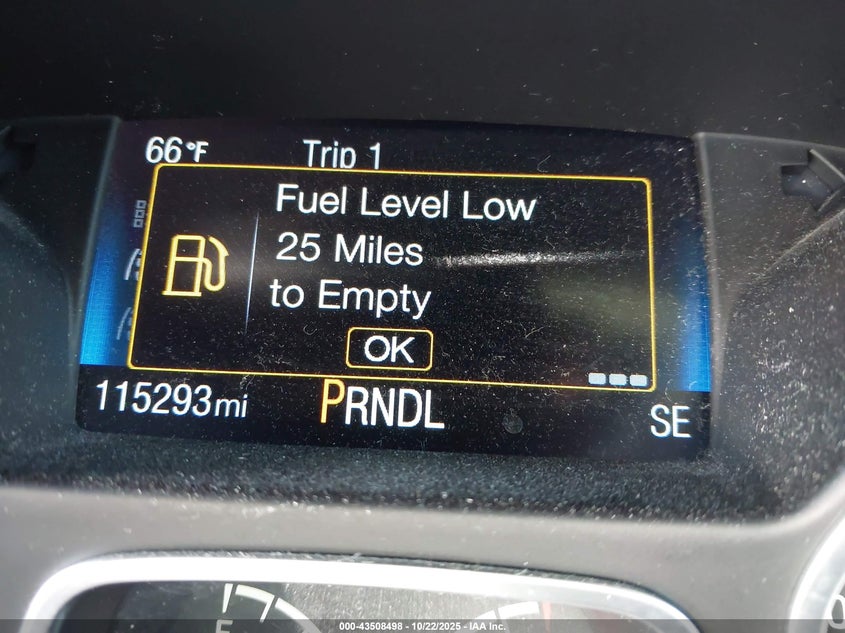 66°F Trip 1
Fuel Level Low
25 Miles
to Empty
OK
115293mi PRNDL SE
E
000-43508498 - 10/22/2025 - IAA Inc.